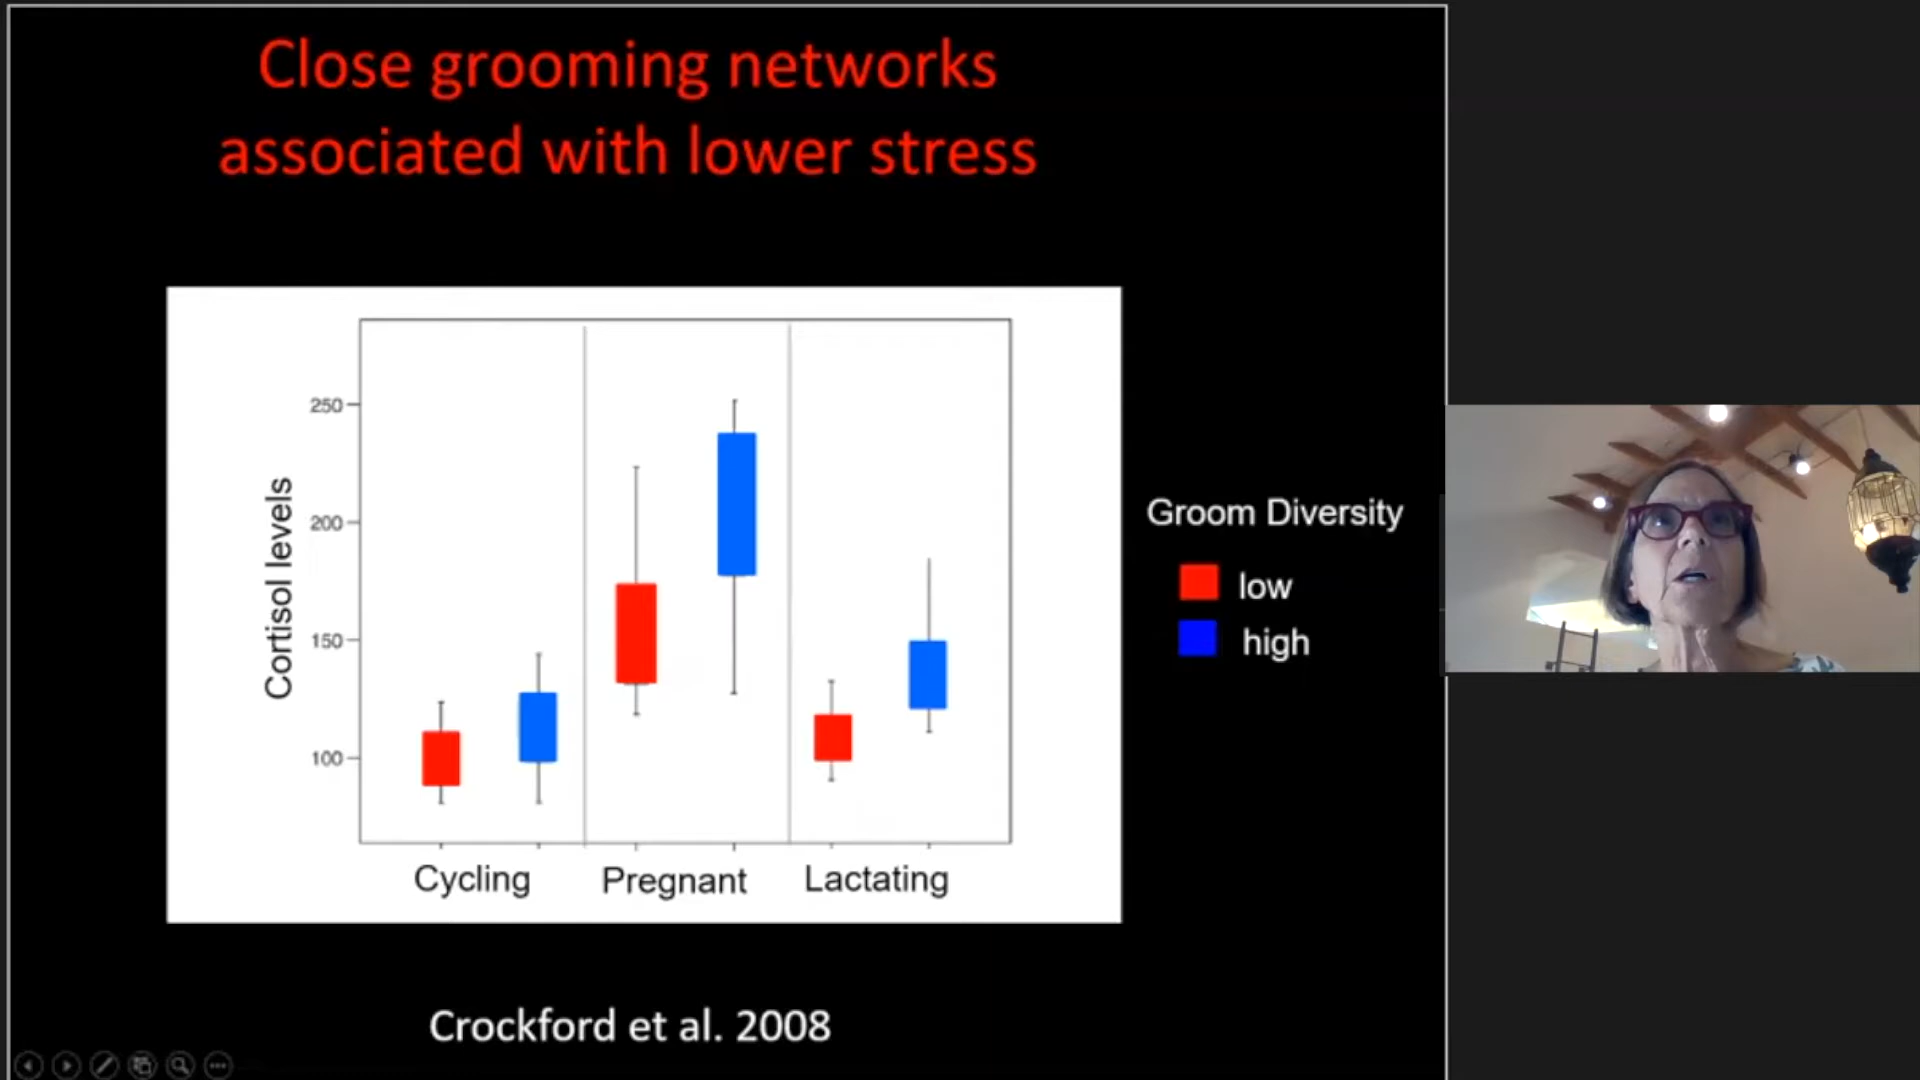 Close grooming networks
associated with lower stress
Cortisol levels
250
200
150
100
Cycling
Pregnant
Lactating
Groom Diversity
low
high
Crockford et al. 2008